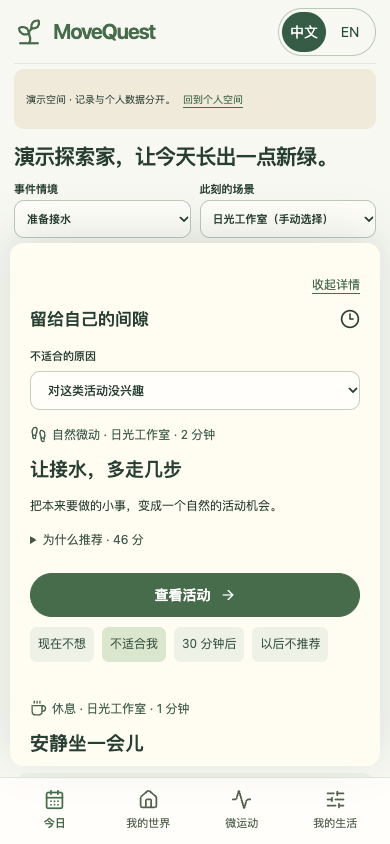 MoveQuest
中文 EN
演示空间 · 记录与个人数据分开。 回到个人空间
演示探索家，让今天长出一点新绿。
事件情境 此刻的场景
准备接水 日光工作室（手动选择）
收起详情
留给自己的间隙
不适合的原因
对这类活动没兴趣
自然微动 · 日光工作室 · 2 分钟
让接水，多走几步
把本来要做的小事，变成一个自然的活动机会。
为什么推荐 · 46 分
查看活动 →
现在不想 不适合我 30 分钟后 以后不推荐
休息 · 日光工作室 · 1 分钟
安静坐一会儿
今日 我的世界 微运动 我的生活